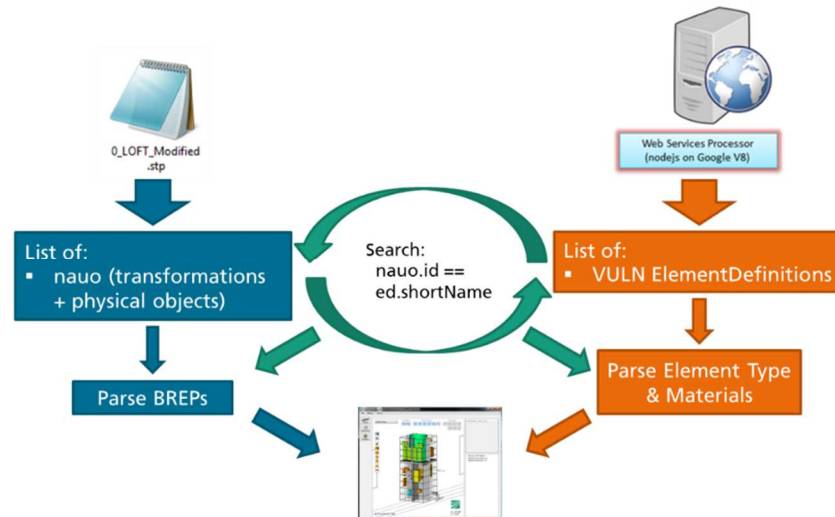 0_LOFT_Modified
.stp
Web Services Processor
(nodejs on Google V8)
List of:
▪ nauo (transformations
+ physical objects)
Search:
nauo.id ==
ed.shortName
List of:
▪ VULN ElementDefinitions
Parse BREPs
Parse Element Type
& Materials